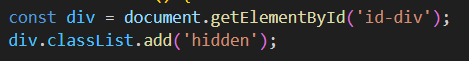 const div = document.getElementById('id-div');
div.classList.add('hidden');